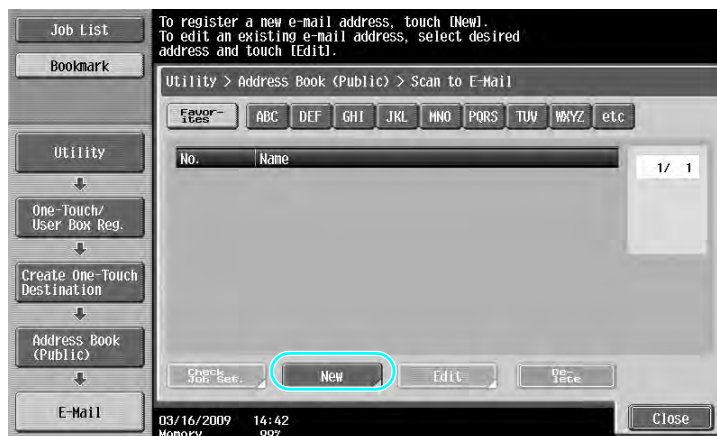 Job List
Bookmark
To register a new e-mail address, touch [New].
To edit an existing e-mail address, select desired
address and touch [Edit].
Utility > Address Book (Public) > Scan to E-Mail
Favor-
ites
ABC
DEF
GHI
JKL
MNO
PQRS
TUV
WXYZ
etc
No.
Name
1/ 1
Utility
One-Touch/
User Box Reg.
Create One-Touch
Destination
Address Book
(Public)
E-Mail
Check
Job Set.
New
Edit
De-
lete
03/16/2009 14:42
Memory 99%
Close